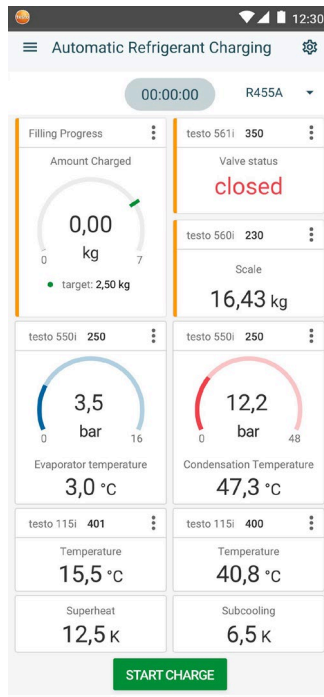 testo
12:30
Automatic Refrigerant Charging
00:00:00
R455A
Filling Progress
Amount Charged
0,00
kg
0
7
target: 2,50 kg
testo 561i 350
Valve status
closed
testo 560i 230
Scale
16,43 kg
testo 550i 250
3,5
bar
0
16
Evaporator temperature
3,0 °C
testo 550i 250
12,2
bar
0
48
Condensation Temperature
47,3 °C
testo 115i 401
Temperature
15,5 °C
testo 115i 400
Temperature
40,8 °C
Superheat
12,5 K
Subcooling
6,5 K
START CHARGE